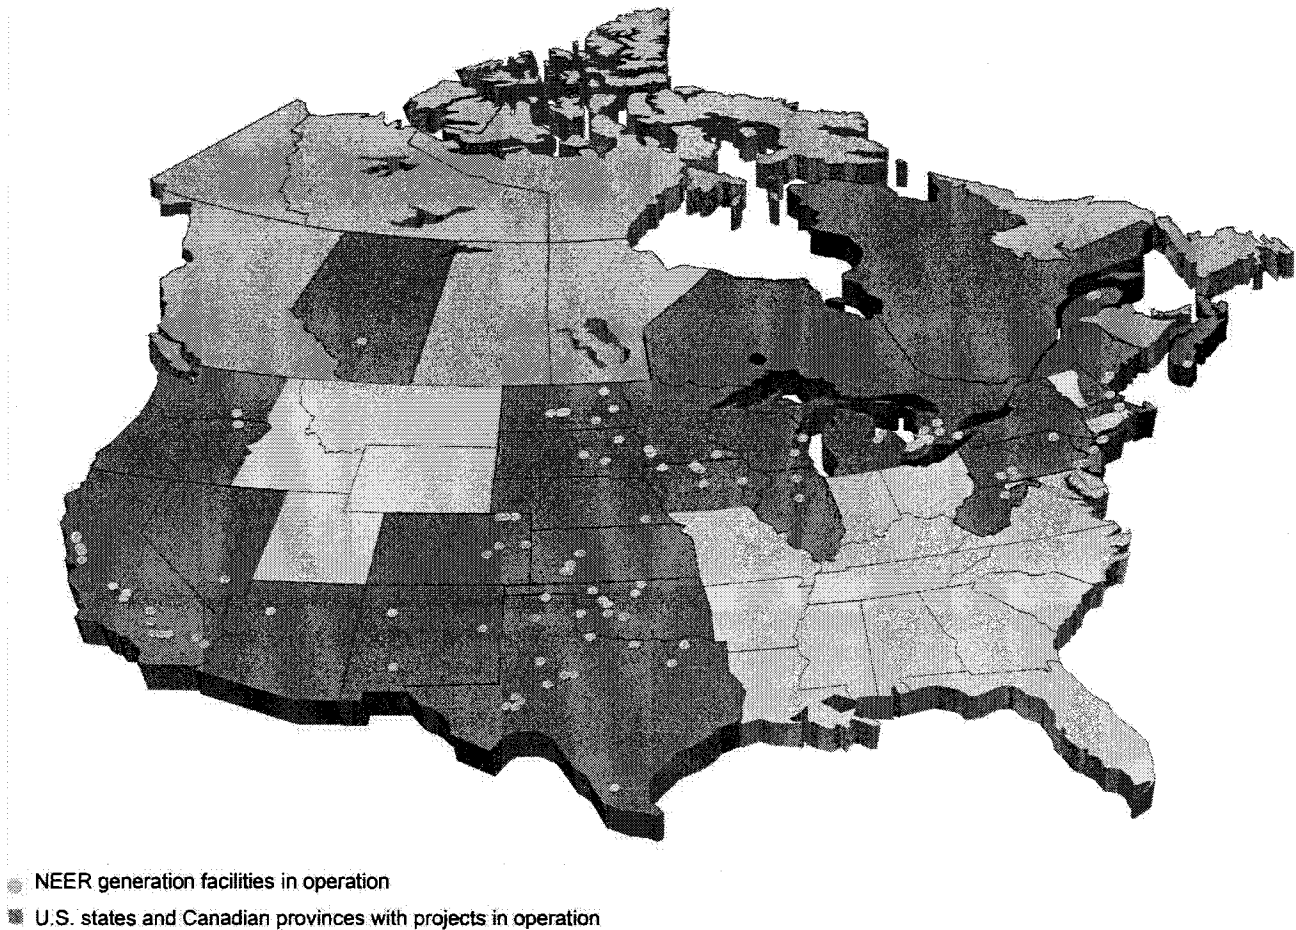 NEER generation facilities in operation
U.S. states and Canadian provinces with projects in operation